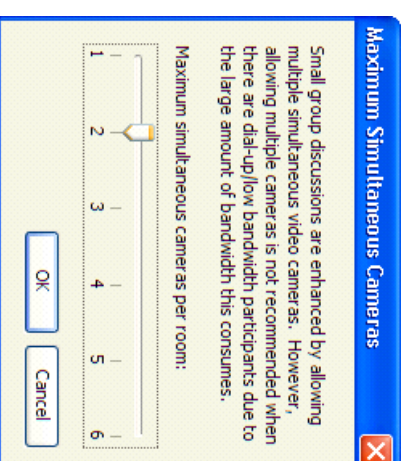 Maximum Simultaneous Cameras
Small group discussions are enhanced by allowing
multiple simultaneous video cameras. However,
allowing multiple cameras is not recommended when
there are dial-up/low bandwidth participants due to
the large amount of bandwidth this consumes.
Maximum simultaneous cameras per room:
1 2 3 4 5 6
OK Cancel